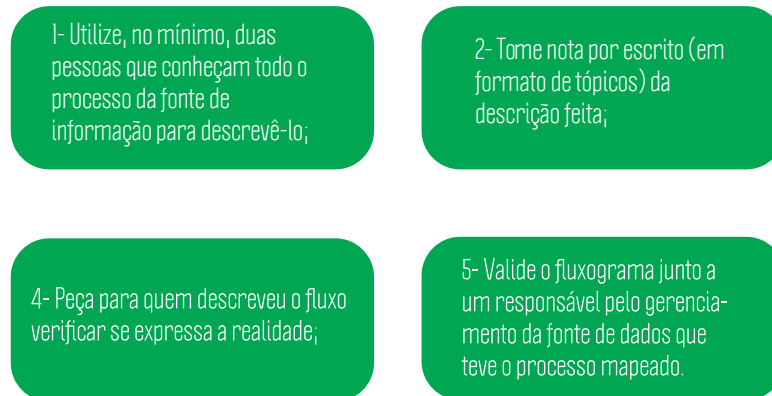 1- Utilize, no mínimo, duas
pessoas que conheçam todo o
processo da fonte de
informação para descrevê-lo;
2- Tome nota por escrito (em
formato de tópicos) da
descrição feita;
4- Peça para quem descreveu o fluxo
verificar se expressa a realidade;
5- Valide o fluxograma junto a
um responsável pelo gerencia-
mento da fonte de dados que
teve o processo mapeado.